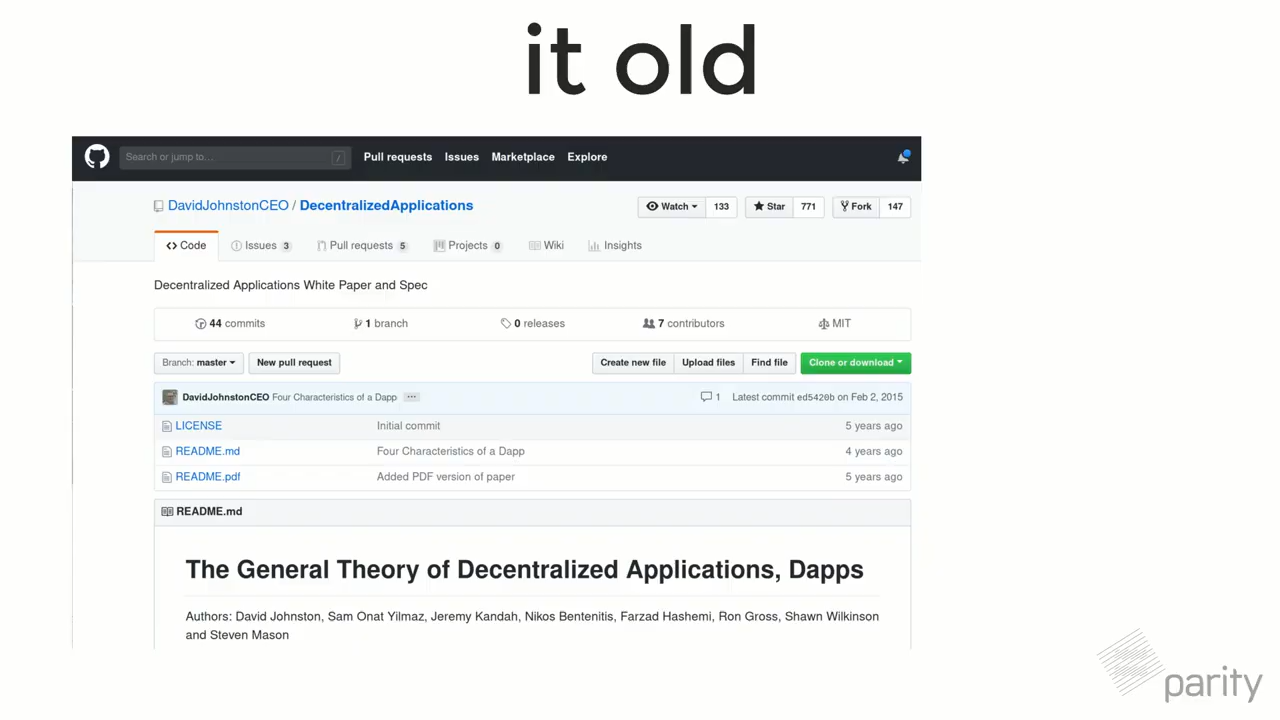 it old
Search or jump to... /
Pull requests Issues Marketplace Explore
DavidJohnstonCEO / DecentralizedApplications
Watch 133 Star 771 Fork 147
Code Issues 3 Pull requests 5 Projects 0 Wiki Insights
Decentralized Applications White Paper and Spec
44 commits 1 branch 0 releases 7 contributors MIT
Branch: master New pull request Create new file Upload files Find file Clone or download
DavidJohnstonCEO Four Characteristics of a Dapp ... 1 Latest commit ed5420b on Feb 2, 2015
LICENSE Initial commit 5 years ago
README.md Four Characteristics of a Dapp 4 years ago
README.pdf Added PDF version of paper 5 years ago
README.md
The General Theory of Decentralized Applications, Dapps
Authors: David Johnston, Sam Onat Yilmaz, Jeremy Kandah, Nikos Bentenitis, Farzad Hashemi, Ron Gross, Shawn Wilkinson
and Steven Mason
parity